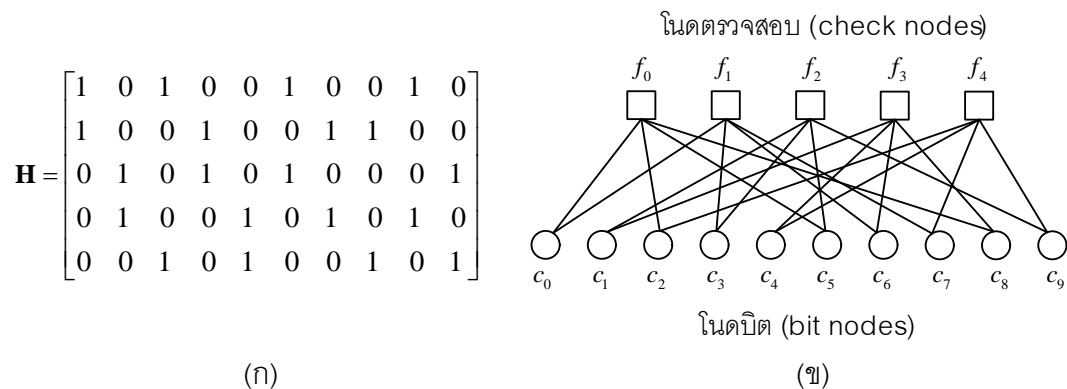 โนดตรวจสอบ (check nodes)
f₀ f₁ f₂ f₃ f₄
H =
1 0 1 0 0 1 0 0 1 0
1 0 0 1 0 0 1 1 0 0
0 1 0 1 0 1 0 0 0 1
0 1 0 0 1 0 1 0 1 0
0 0 1 0 1 0 0 1 0 1
c₀ c₁ c₂ c₃ c₄ c₅ c₆ c₇ c₈ c₉
โนดบิต (bit nodes)
(ก) (ข)